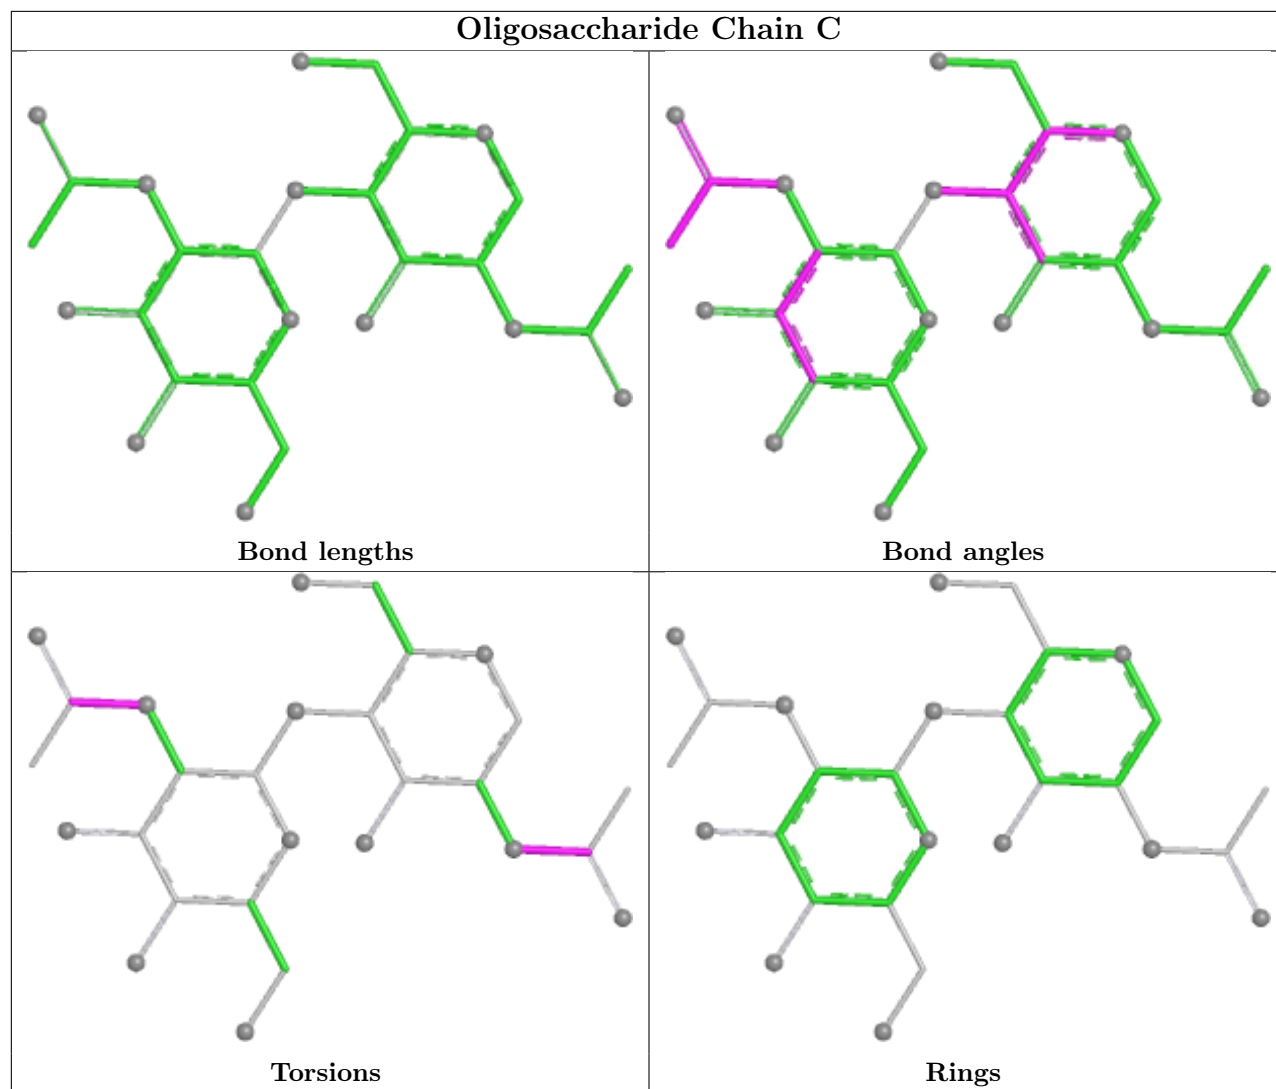 Oligosaccharide Chain C
Bond lengths
Bond angles
Torsions
Rings